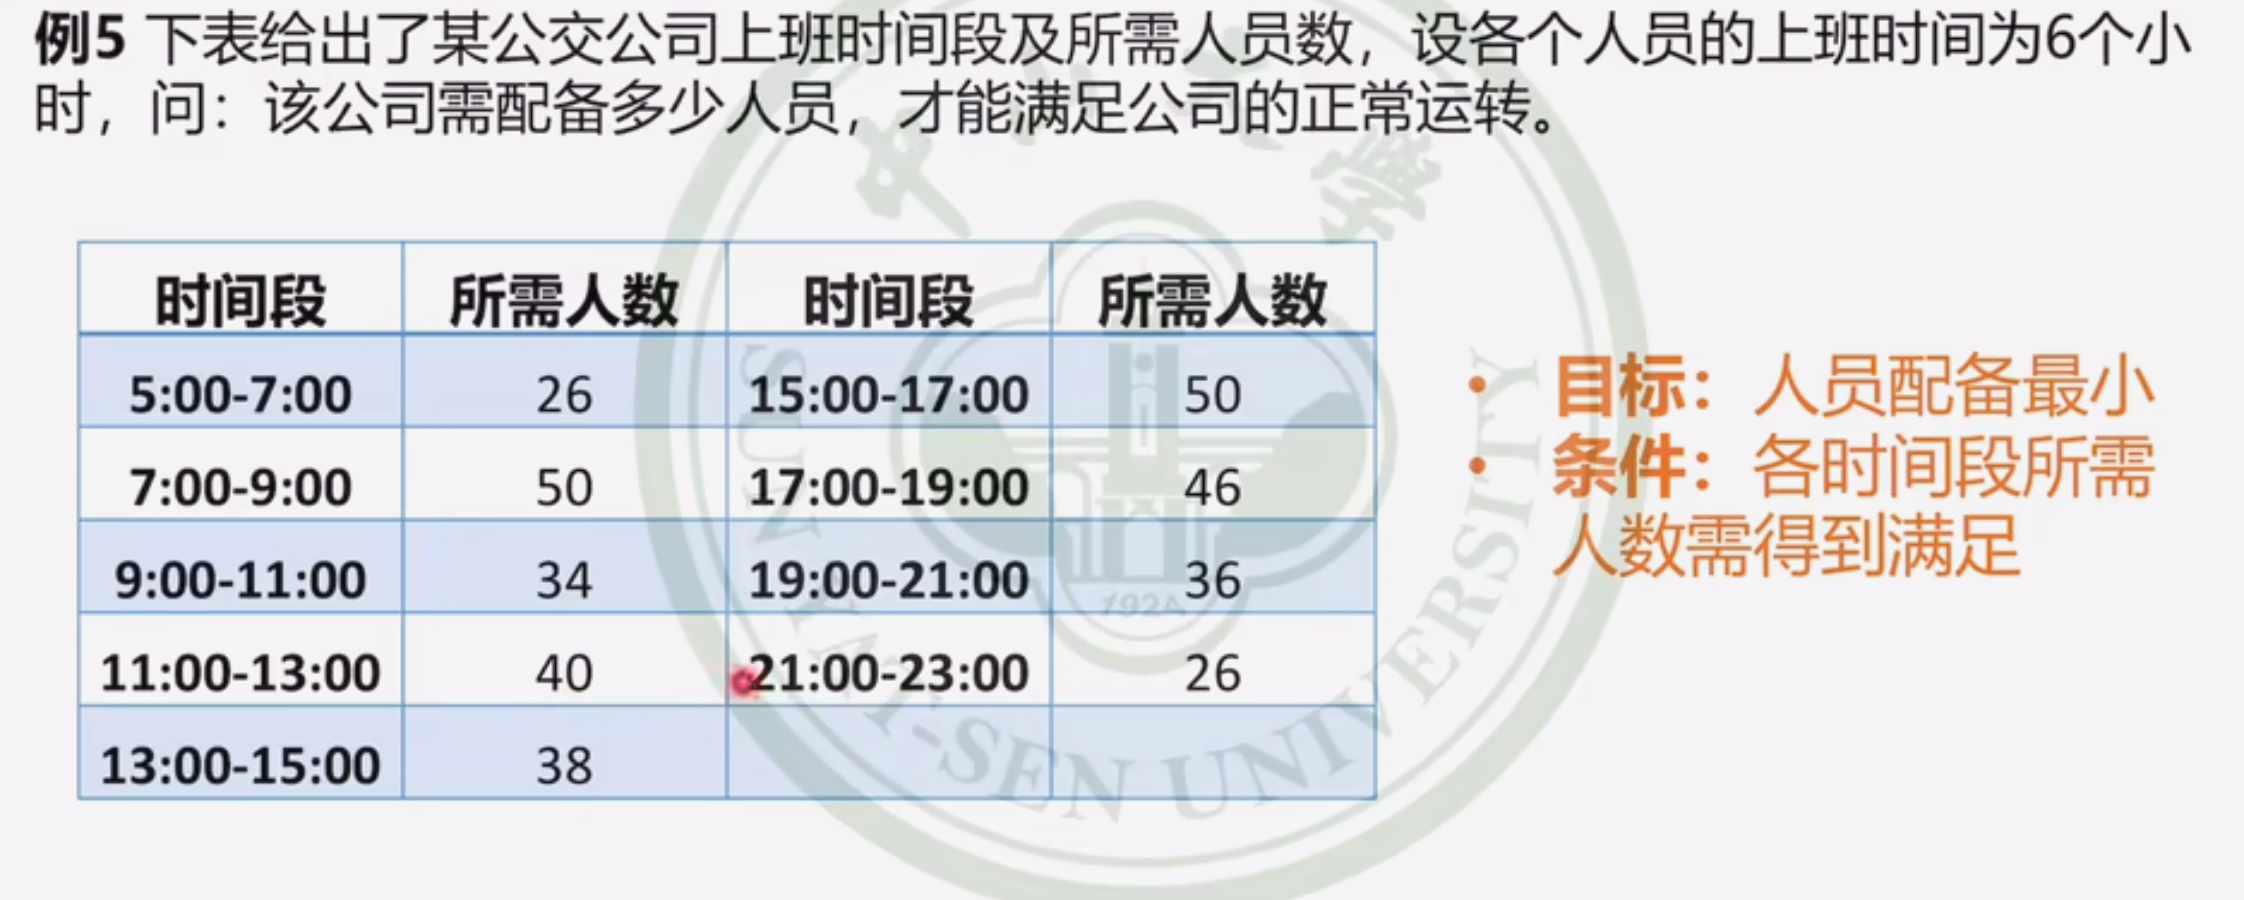 例5 下表给出了某公交公司上班时间段及所需人员数，设各个人员的上班时间为6个小
时，问：该公司需配备多少人员，才能满足公司的正常运转。
时间段 所需人数 时间段 所需人数
5:00-7:00 26 15:00-17:00 50
7:00-9:00 50 17:00-19:00 46
9:00-11:00 34 19:00-21:00 36
11:00-13:00 40 21:00-23:00 26
13:00-15:00 38
• 目标：人员配备最小
• 条件：各时间段所需
人数需得到满足
1924
SUN YAT-SEN UNIVERSITY